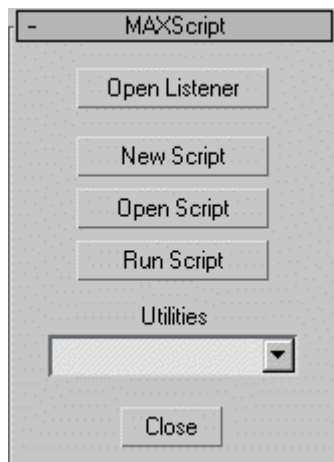 - MAXScript
Open Listener
New Script
Open Script
Run Script
Utilities
Close